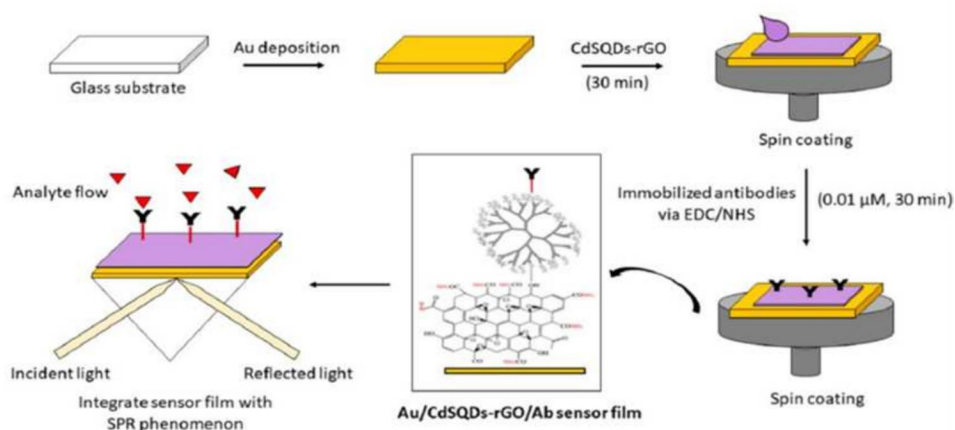 Au deposition
Glass substrate
CdSQDs-rGO
(30 min)
Spin coating
Immobilized antibodies
via EDC/NHS
(0.01 µM, 30 min)
Spin coating
Au/CdSQDs-rGO/Ab sensor film
Analyte flow
Incident light
Reflected light
Integrate sensor film with
SPR phenomenon